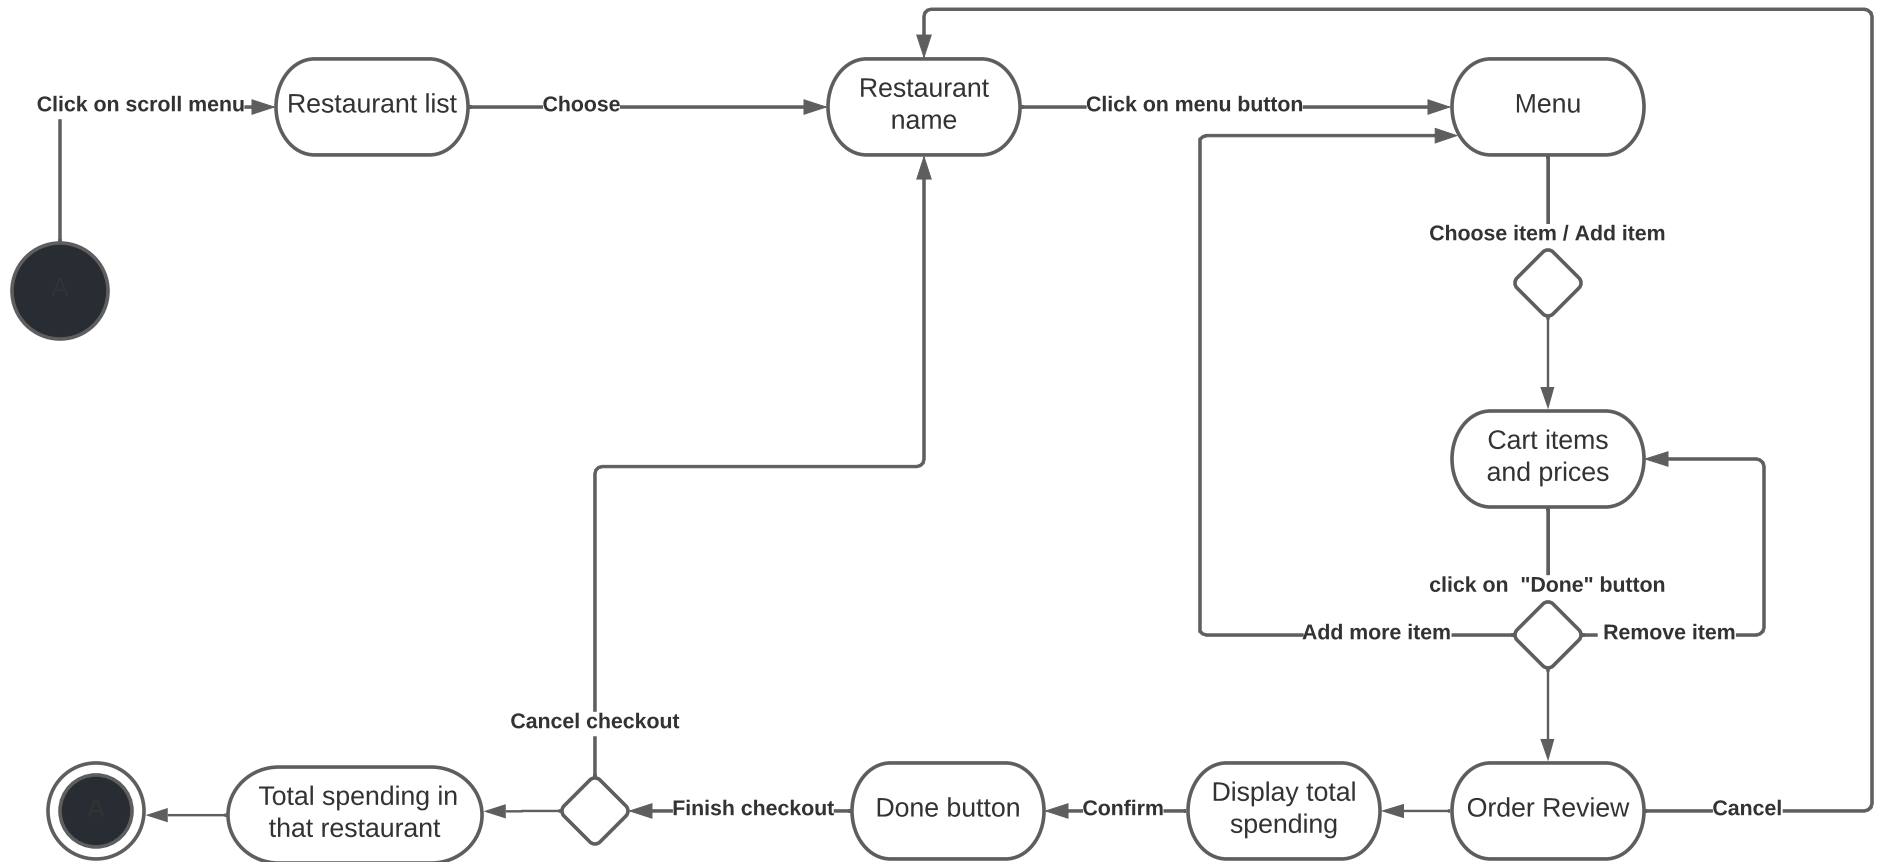 Click on scroll menu
Restaurant list
Choose
Restaurant
name
Click on menu button
Menu
A
Choose item / Add item
Cart items
and prices
click on  "Done" button
Add more item
Remove item
Cancel checkout
A
Total spending in
that restaurant
Finish checkout
Done button
Confirm
Display total
spending
Order Review
Cancel